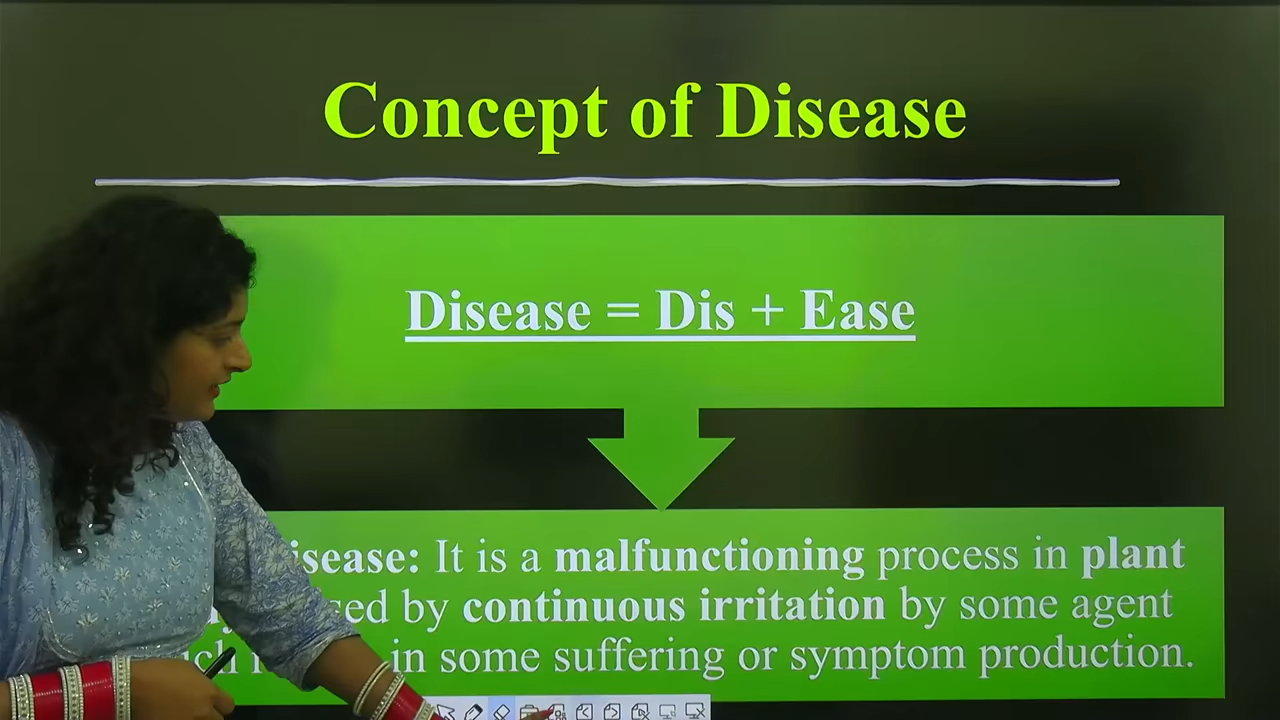 Concept of Disease
Disease = Dis + Ease
isease: It is a malfunctioning process in plant
sed by continuous irritation by some agent
in some suffering or symptom production.